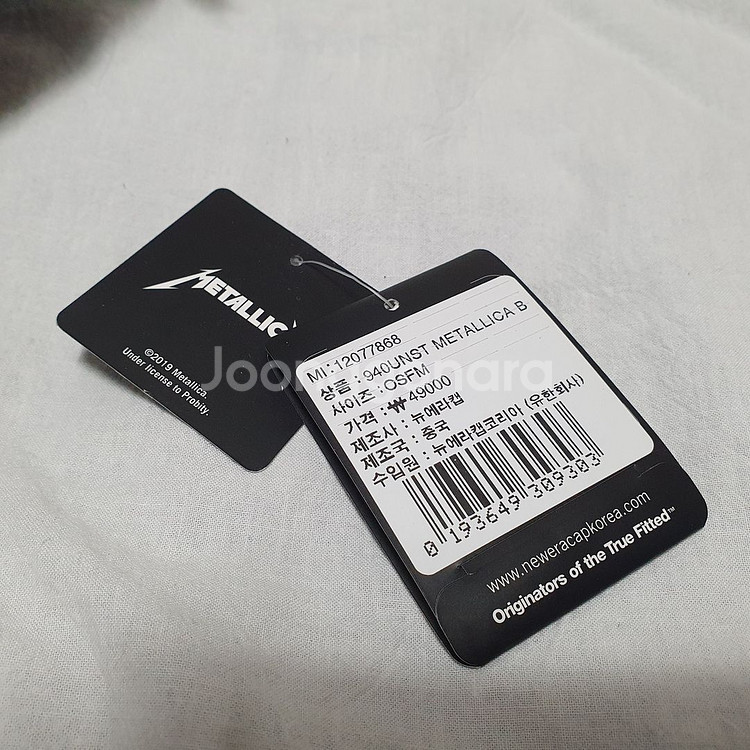 METALLIC
©2019 Metallica.
Under license to Probity.
MI:12077868
상품:940UNST METALLICA B
사이즈:OSFM
가격:₩49000
제조사:뉴에라캡
제조국:중국
수입원:뉴에라캡코리아 (유한회사)
0 193649 309303
www.neweracapkorea.com
Originators of the True Fitted™
Joongonara